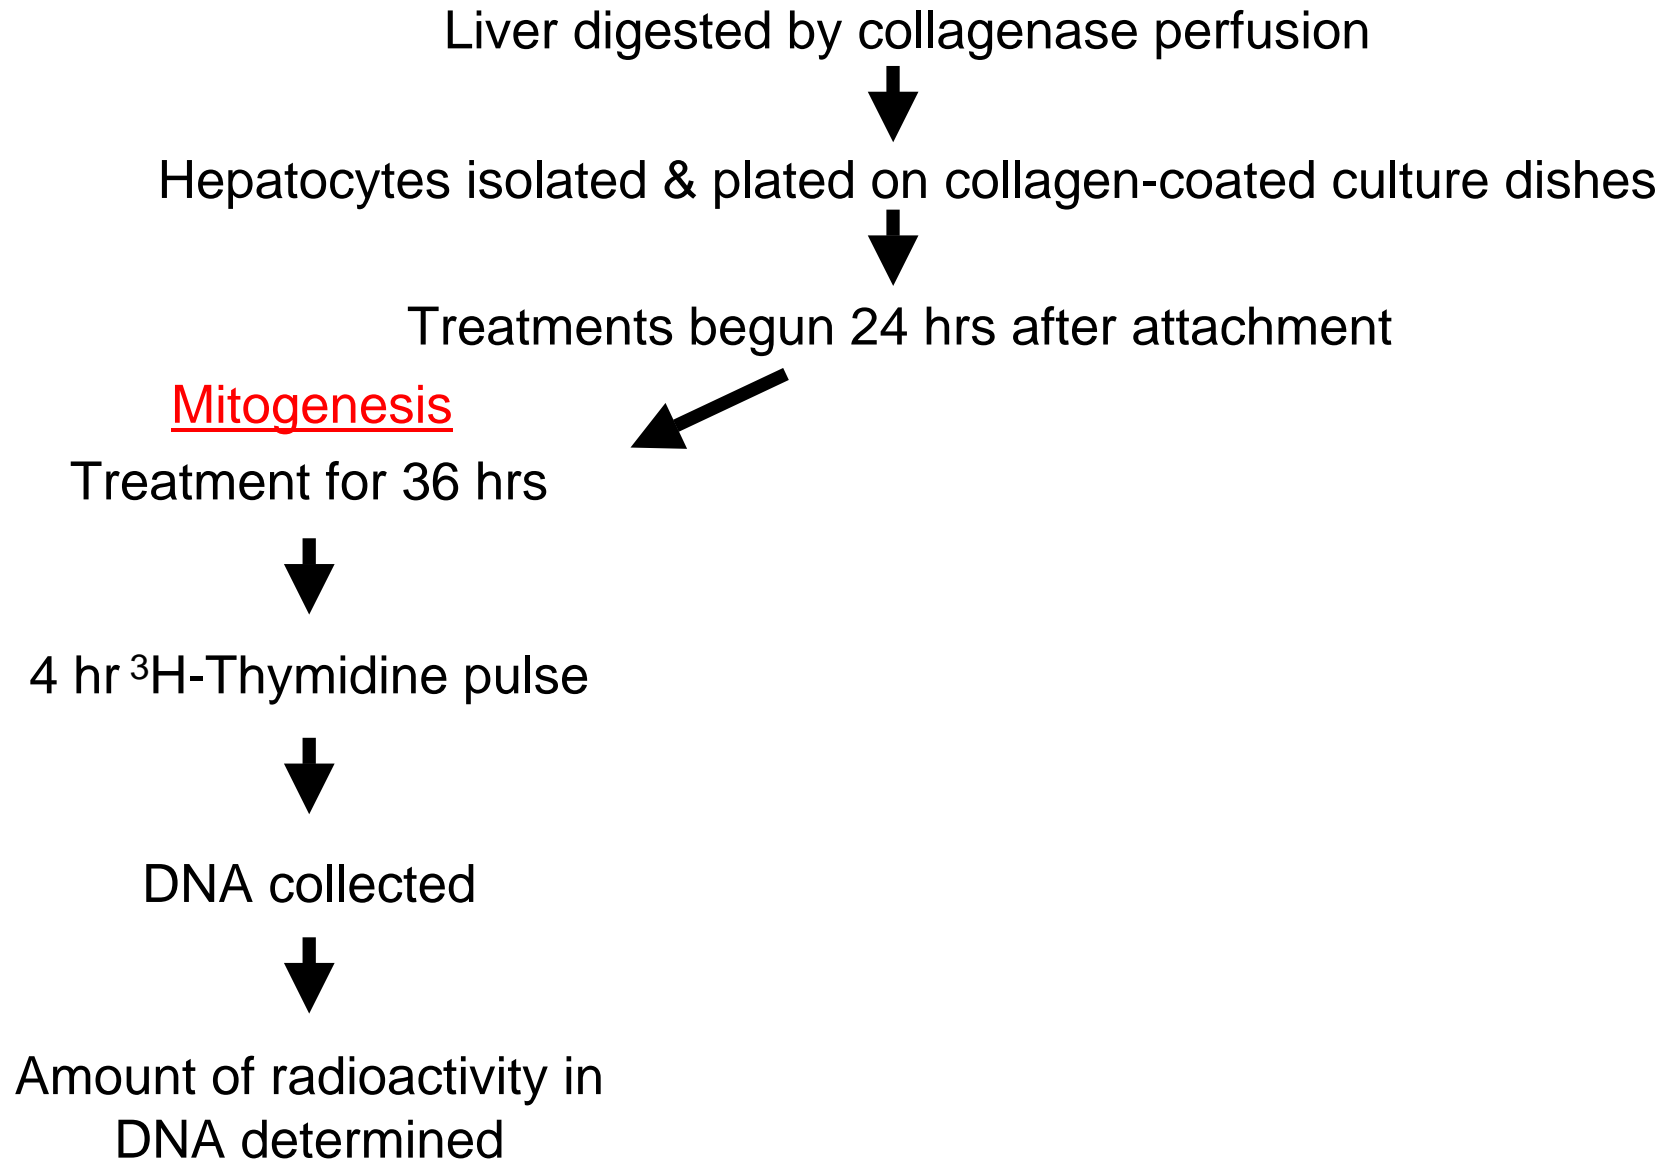 Liver digested by collagenase perfusion
Hepatocytes isolated & plated on collagen-coated culture dishes
Treatments begun 24 hrs after attachment
Mitogenesis
Treatment for 36 hrs
4 hr ³H-Thymidine pulse
DNA collected
Amount of radioactivity in
DNA determined